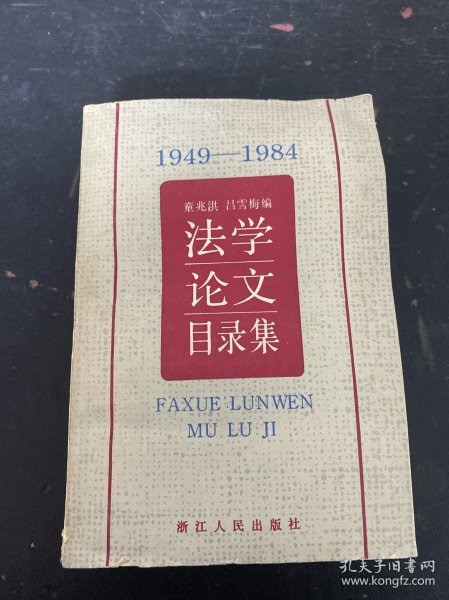 1949—1984
童兆洪 吕雪梅编
法学
论文
目录集
FAXUE LUNWEN
MU LU JI
浙江人民出版社
孔夫子旧书网
www.kongfz.com